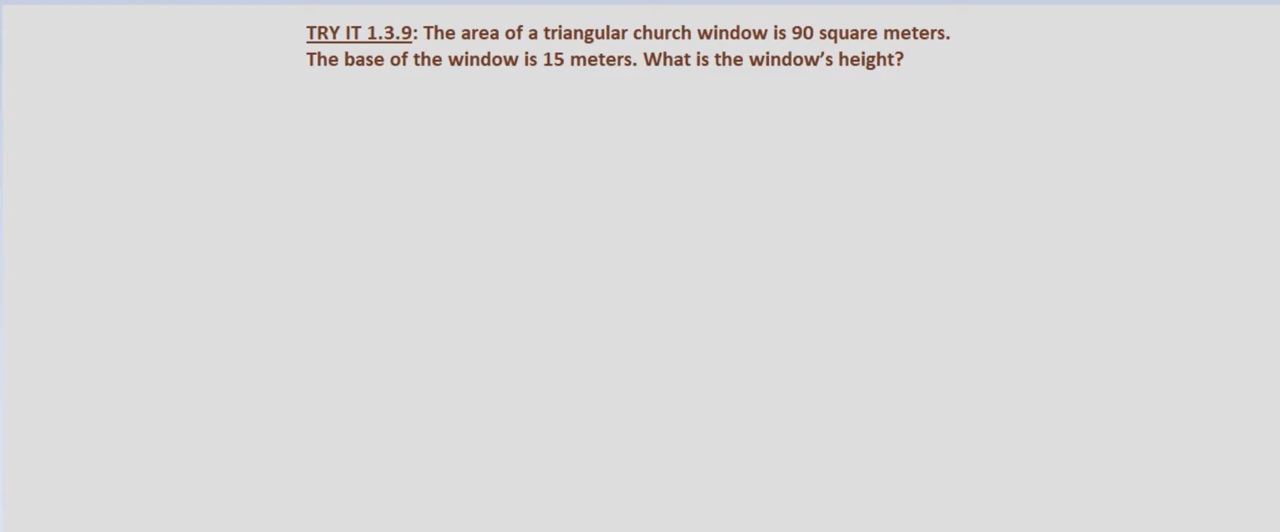 TRY IT 1.3.9: The area of a triangular church window is 90 square meters.
The base of the window is 15 meters. What is the window’s height?